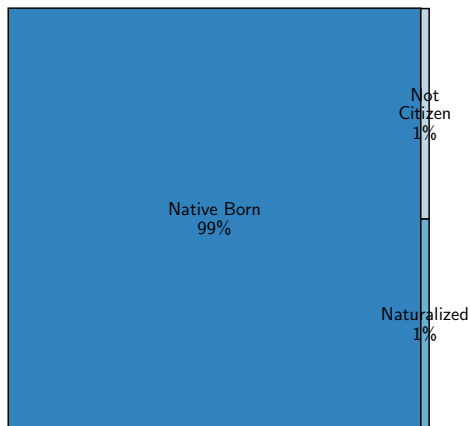 Native Born
99%
Not
Citizen
1%
Naturalized
1%